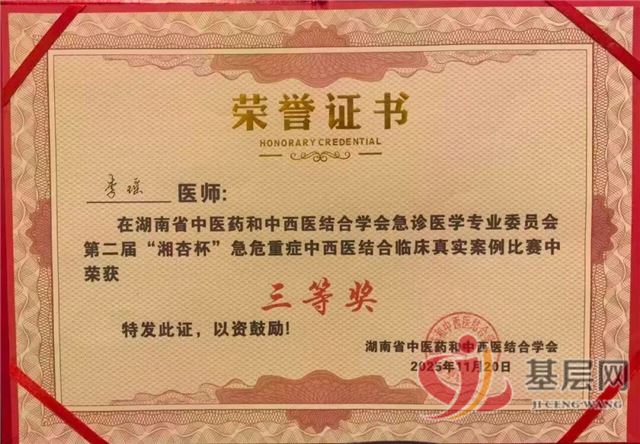 荣誉证书
HONORARY CREDENTIAL
李瑶 医师:
在湖南省中医药和中西医结合学会急诊医学专业委员会
第二届“湘杏杯”急危重症中西医结合临床真实案例比赛中
荣获
三等奖
特发此证，以资鼓励!
湖南省中医药和中西医结合学会
2025年11月20日
基层网
JI CENG WANG